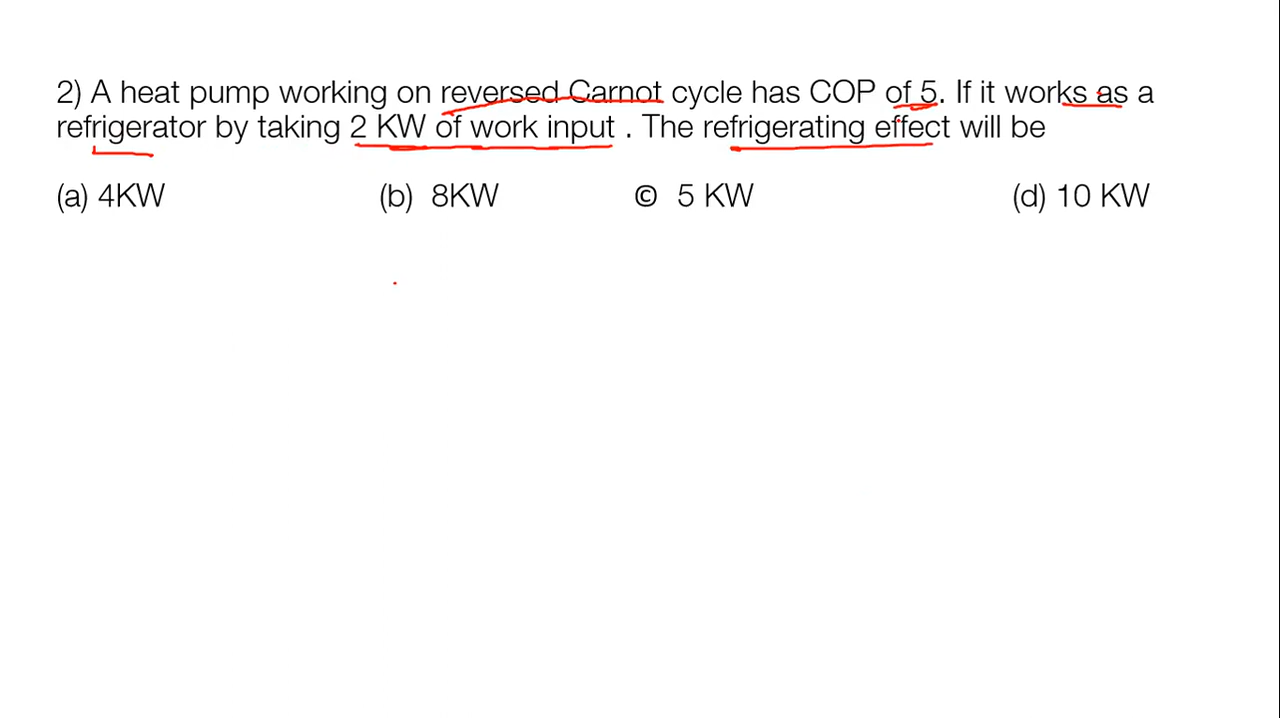 2) A heat pump working on reversed Carnot cycle has COP of 5. If it works as a
refrigerator by taking 2 KW of work input . The refrigerating effect will be
(a) 4KW (b) 8KW © 5 KW (d) 10 KW